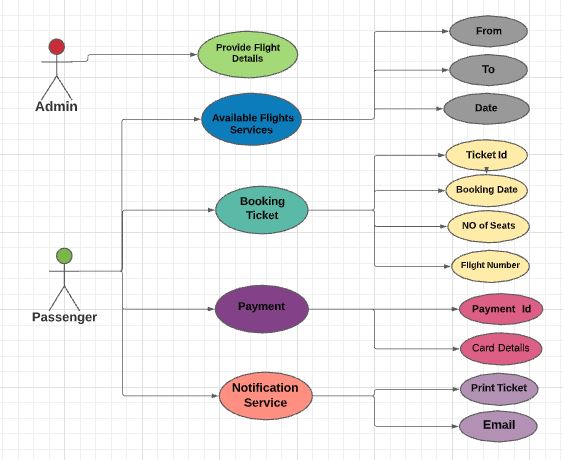 Admin
Provide Flight
Details
From
To
Date
Available Flights
Services
Ticket Id
Booking Date
NO of Seats
Flight Number
Booking
Ticket
Passenger
Payment
Payment Id
Card Details
Notification
Service
Print Ticket
Email